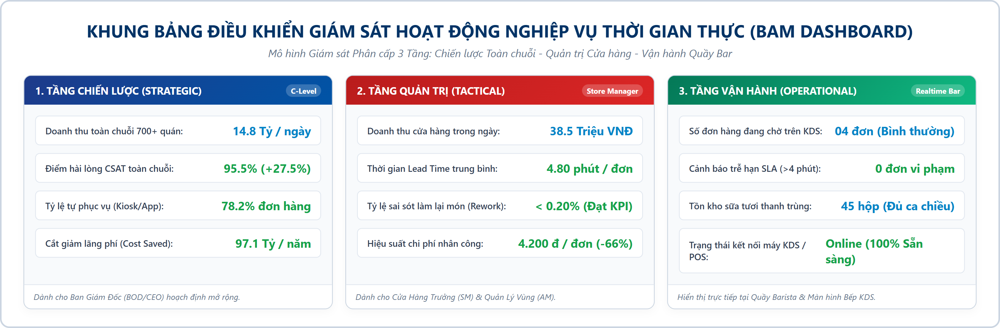 KHUNG BẢNG ĐIỀU KHIỂN GIÁM SÁT HOẠT ĐỘNG NGHIỆP VỤ THỜI GIAN THỰC (BAM DASHBOARD)
Mô hình Giám sát Phân cấp 3 Tầng: Chiến lược Toàn chuỗi - Quản trị Cửa hàng - Vận hành Quầy Bar
1. TẦNG CHIẾN LƯỢC (STRATEGIC) C-Level
Doanh thu toàn chuỗi 700+ quán: 14.8 Tỷ / ngày
Điểm hài lòng CSAT toàn chuỗi: 95.5% (+27.5%)
Tỷ lệ tự phục vụ (Kiosk/App): 78.2% đơn hàng
Cắt giảm lãng phí (Cost Saved): 97.1 Tỷ / năm
Dành cho Ban Giám Đốc (BOD/CEO) hoạch định mở rộng.
2. TẦNG QUẢN TRỊ (TACTICAL) Store Manager
Doanh thu cửa hàng trong ngày: 38.5 Triệu VNĐ
Thời gian Lead Time trung bình: 4.80 phút / đơn
Tỷ lệ sai sót làm lại món (Rework): < 0.20% (Đạt KPI)
Hiệu suất chi phí nhân công: 4.200 đ / đơn (-66%)
Dành cho Cửa Hàng Trưởng (SM) & Quản Lý Vùng (AM).
3. TẦNG VẬN HÀNH (OPERATIONAL) Realtime Bar
Số đơn hàng đang chờ trên KDS: 04 đơn (Bình thường)
Cảnh báo trễ hạn SLA (>4 phút): 0 đơn vi phạm
Tồn kho sữa tươi thanh trùng: 45 hộp (Đủ ca chiều)
Trạng thái kết nối máy KDS /
POS:
Online (100% Sẵn
sàng)
Hiển thị trực tiếp tại Quầy Barista & Màn hình Bếp KDS.